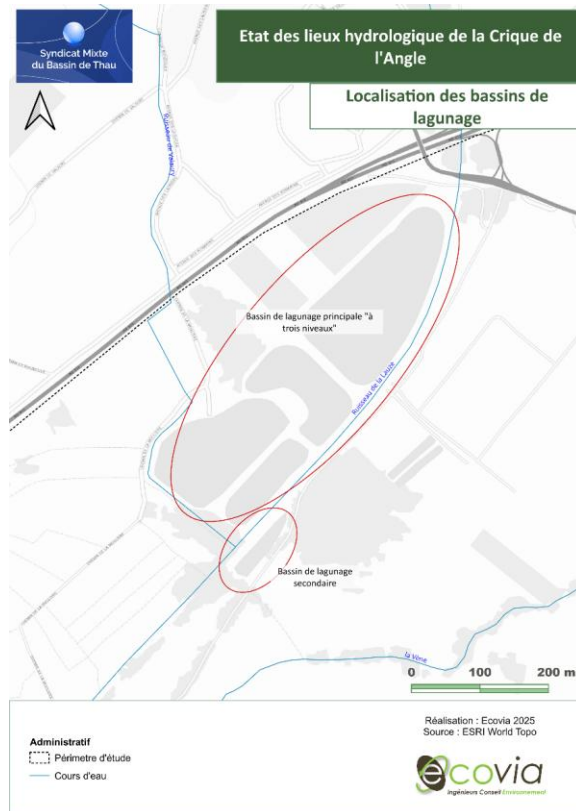 Syndicat Mixte
du Bassin de Thau
Etat des lieux hydrologique de la Crique de
l'Angle
Localisation des bassins de
lagunage
Bassin de lagunage principale "à
trois niveaux"
Ruisseau de la Lauze
Bassin de lagunage
secondaire
la Vène
0 100 200 m
Administratif
Périmètre d'étude
Cours d'eau
Réalisation : Ecovia 2025
Source : ESRI World Topo
écovia
Ingénieurs Conseil Environnement